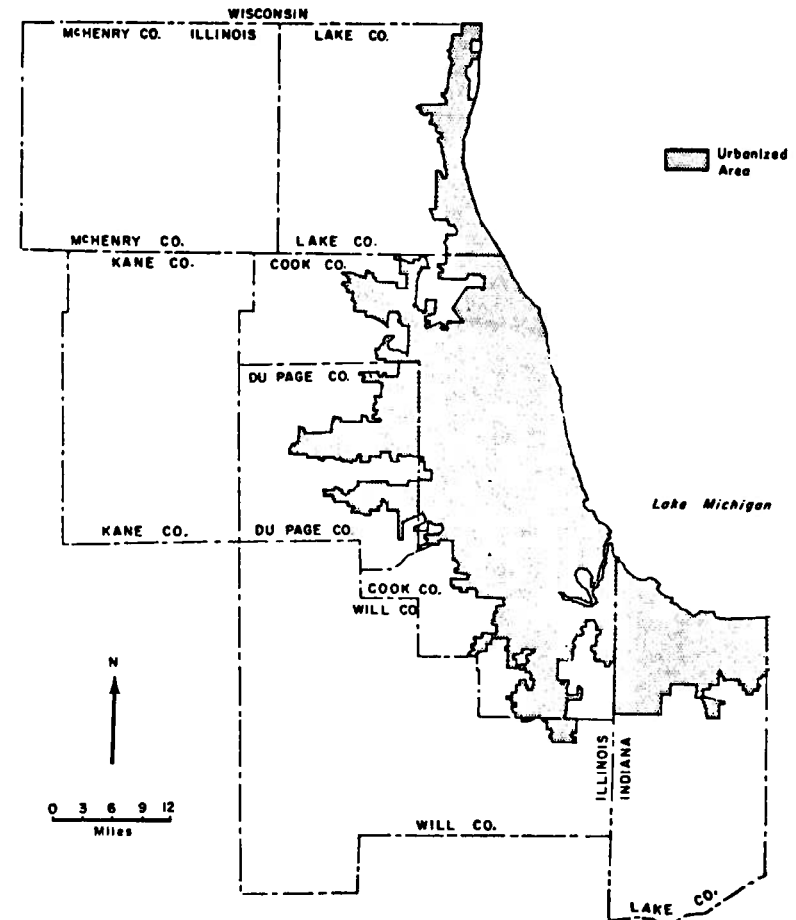 WISCONSIN
McHENRY CO. ILLINOIS LAKE CO.
Urbanized
Area
McHENRY CO. LAKE CO.
KANE CO. COOK CO.
DU PAGE CO.
Lake Michigan
KANE CO. DU PAGE CO.
COOK CO.
WILL CO
N
ILLINOIS
INDIANA
0 3 6 9 12
Miles
WILL CO.
LAKE CO.